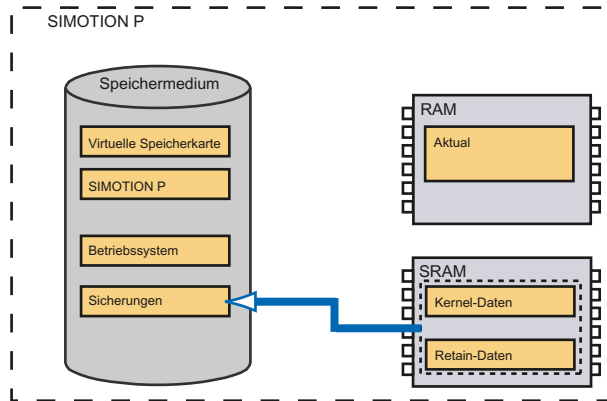 SIMOTION P
Speichermedium
Virtuelle Speicherkarte
SIMOTION P
Betriebssystem
Sicherungen
RAM
Aktual
SRAM
Kernel-Daten
Retain-Daten